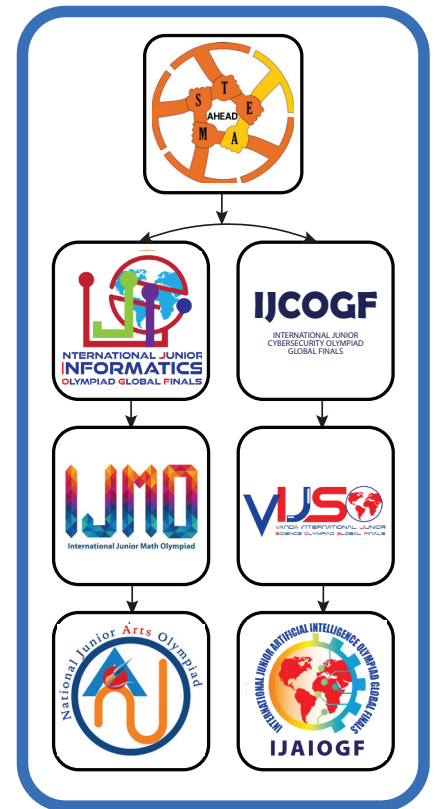 S T E A M
AHEAD
INTERNATIONAL JUNIOR
INFORMATICS
OLYMPIAD GLOBAL FINALS
IJCOGF
INTERNATIONAL JUNIOR
CYBERSECURITY OLYMPIAD
GLOBAL FINALS
IJMO
International Junior Math Olympiad
VIJSO
VANDA INTERNATIONAL JUNIOR
SCIENCE OLYMPIAD GLOBAL FINALS
National Junior Arts Olympiad
INTERNATIONAL JUNIOR ARTIFICIAL INTELLIGENCE OLYMPIAD GLOBAL FINALS
IJAIOGF